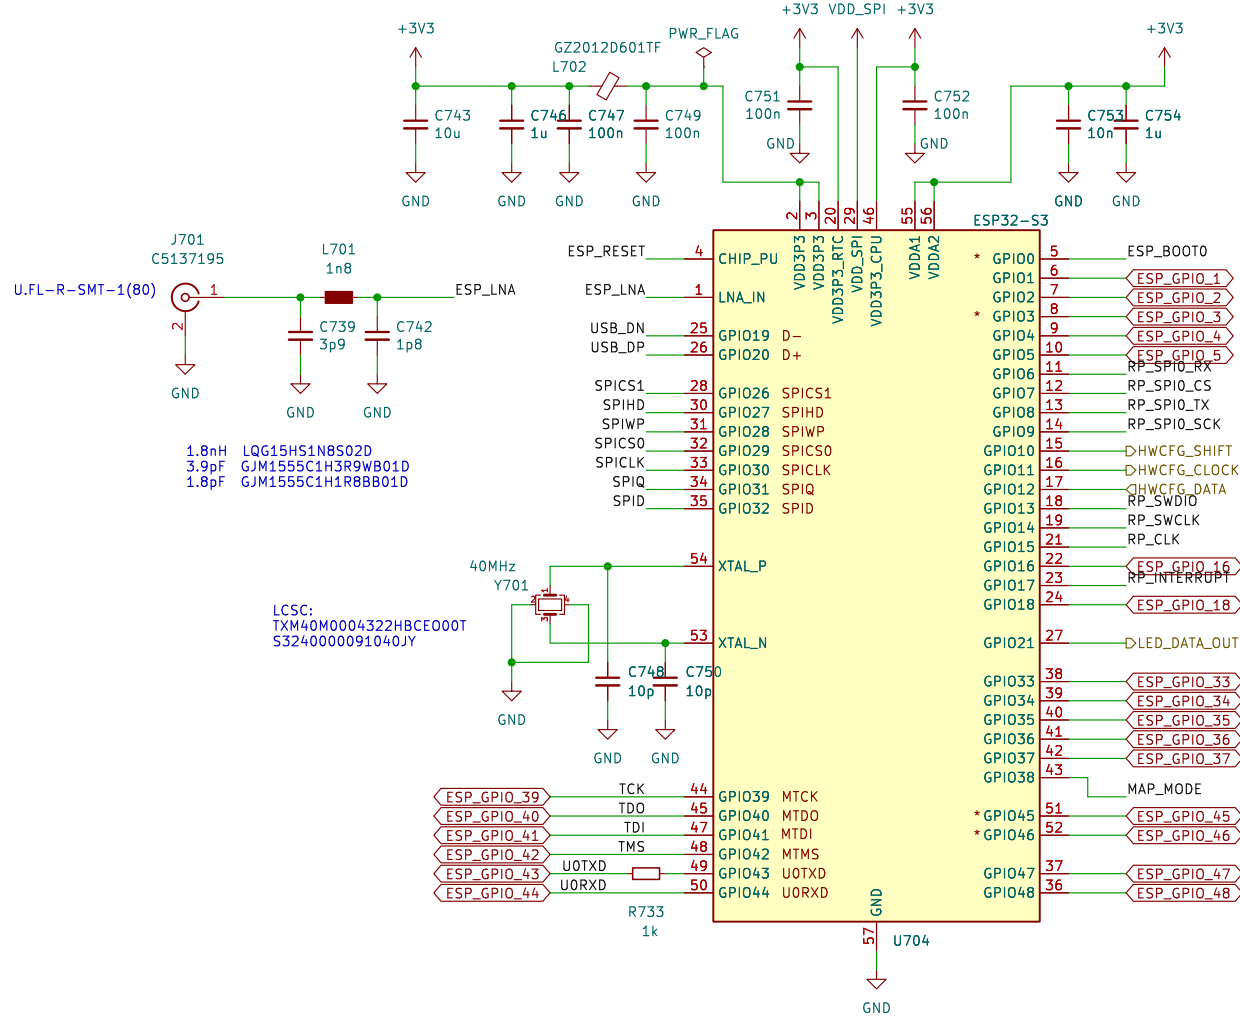 +3V3 VDD_SPI +3V3
+3V3
PWR_FLAG
+3V3
GZ2012D601TF
L702
C743
10u
C746
1u
C747
100n
C749
100n
C751
100n
C752
100n
C753
10n
C754
1u
GND
GND
GND
GND
GND
GND
GND
GND
2
3
20
29
46
55
56
ESP32-S3
VDD3P3
VDD3P3
VDD3P3_RTC
VDD_SPI
VDD3P3_CPU
VDDA1
VDDA2
J701
C5137195
U.FL-R-SMT-1(80)
1
2
GND
L701
1n8
ESP_LNA
C739
3p9
GND
C742
1p8
GND
1.8nH LQG15HS1N8S02D
3.9pF GJM1555C1H3R9WB01D
1.8pF GJM1555C1H1R8BB01D
ESP_RESET 4 CHIP_PU
ESP_LNA 1 LNA_IN
USB_DN 25 GPIO19 D-
USB_DP 26 GPIO20 D+
SPICS1 28 GPIO26 SPICS1
SPIHD 30 GPIO27 SPIHD
SPIWP 31 GPIO28 SPIWP
SPICS0 32 GPIO29 SPICS0
SPICLK 33 GPIO30 SPICLK
SPIQ 34 GPIO31 SPIQ
SPID 35 GPIO32 SPID
54 XTAL_P
53 XTAL_N
40MHz
Y701
1
2
4
3
LCSC:
TXM40M0004322HBCEO00T
S3240000091040JY
GND
C748
10p
GND
C750
10p
GND
ESP_GPIO_39 TCK 44 GPIO39 MTCK
ESP_GPIO_40 TDO 45 GPIO40 MTDO
ESP_GPIO_41 TDI 47 GPIO41 MTDI
ESP_GPIO_42 TMS 48 GPIO42 MTMS
ESP_GPIO_43 U0TXD 49 GPIO43 U0TXD
ESP_GPIO_44 U0RXD 50 GPIO44 U0RXD
R733
1k
* GPIO0 5 ESP_BOOT0
GPIO1 6 ESP_GPIO_1
GPIO2 7 ESP_GPIO_2
* GPIO3 8 ESP_GPIO_3
GPIO4 9 ESP_GPIO_4
GPIO5 10 ESP_GPIO_5
GPIO6 11 RP_SPI0_RX
GPIO7 12 RP_SPI0_CS
GPIO8 13 RP_SPI0_TX
GPIO9 14 RP_SPI0_SCK
GPIO10 15 HWCFG_SHIFT
GPIO11 16 HWCFG_CLOCK
GPIO12 17 HWCFG_DATA
GPIO13 18 RP_SWDIO
GPIO14 19 RP_SWCLK
GPIO15 21 RP_CLK
GPIO16 22 ESP_GPIO_16
GPIO17 23 RP_INTERRUPT
GPIO18 24 ESP_GPIO_18
GPIO21 27 LED_DATA_OUT
GPIO33 38 ESP_GPIO_33
GPIO34 39 ESP_GPIO_34
GPIO35 40 ESP_GPIO_35
GPIO36 41 ESP_GPIO_36
GPIO37 42 ESP_GPIO_37
GPIO38 43 MAP_MODE
* GPIO45 51 ESP_GPIO_45
* GPIO46 52 ESP_GPIO_46
GPIO47 37 ESP_GPIO_47
GPIO48 36 ESP_GPIO_48
GND
57
U704
GND